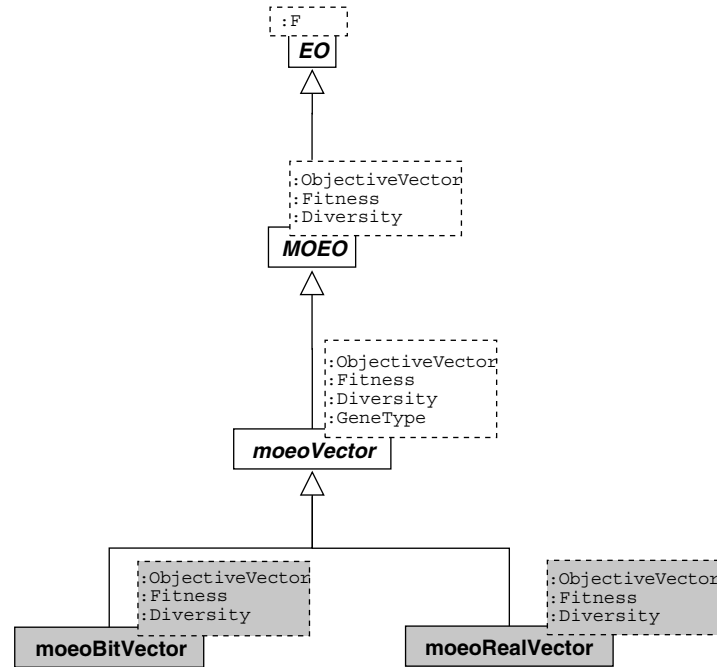 :F
EO
:ObjectiveVector
:Fitness
:Diversity
MOEO
:ObjectiveVector
:Fitness
:Diversity
:GeneType
moeoVector
:ObjectiveVector
:Fitness
:Diversity
moeoBitVector
:ObjectiveVector
:Fitness
:Diversity
moeoRealVector